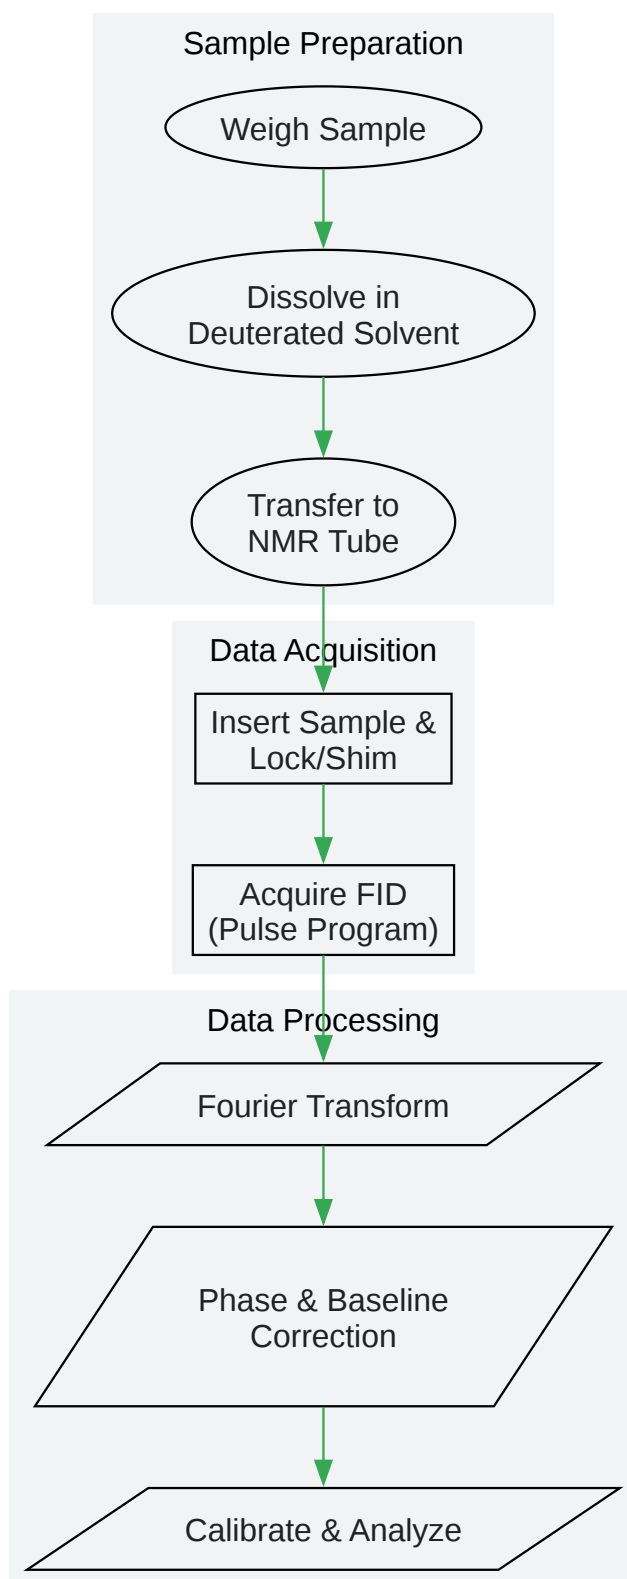 Sample Preparation
Weigh Sample
Dissolve in
Deuterated Solvent
Transfer to
NMR Tube
Data Acquisition
Insert Sample &
Lock/Shim
Acquire FID
(Pulse Program)
Data Processing
Fourier Transform
Phase & Baseline
Correction
Calibrate & Analyze